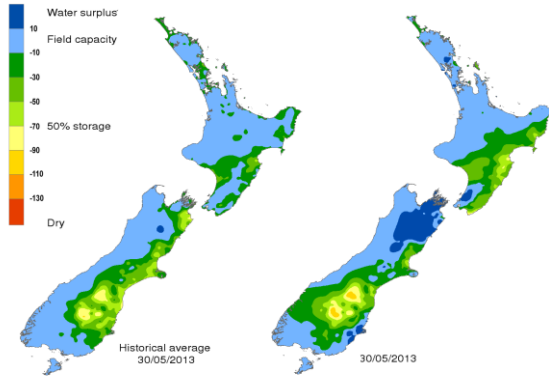 Water surplus
10
Field capacity
-10
-30
-50
50% storage
-70
-90
-110
-130
Dry
Historical average
30/05/2013
30/05/2013